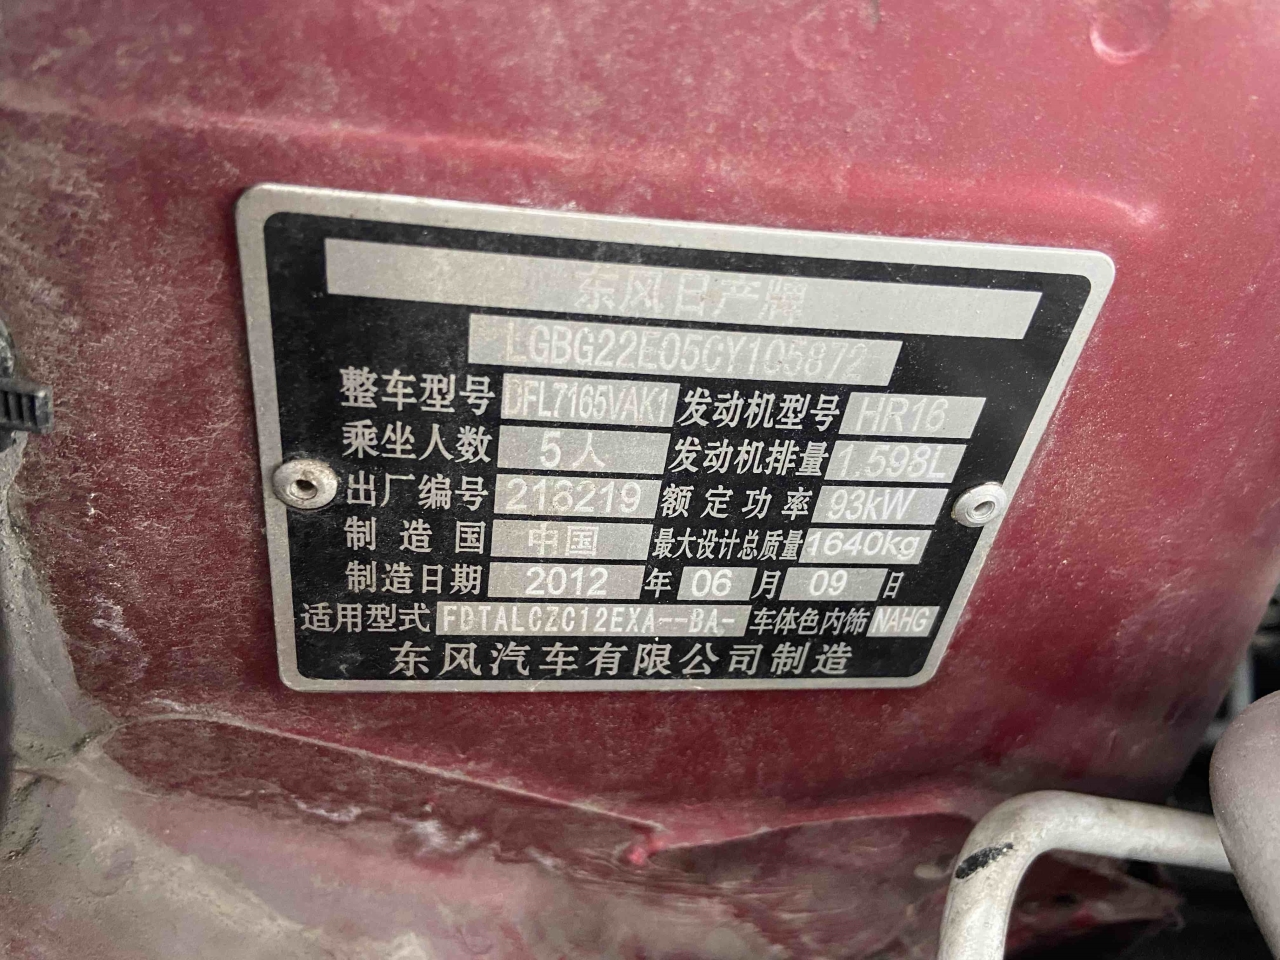 东风日产牌
LGBG22E05CY105872
整车型号 DFL7165VAK1 发动机型号 HR16
乘坐人数 5人 发动机排量 1.598L
出厂编号 216219 额定功率 93kW
制造国 中国 最大设计总质量 1640kg
制造日期 2012 年 06 月 09 日
适用型式 FDTALCZC12EXA--BA- 车体色内饰 NAHG
东风汽车有限公司制造